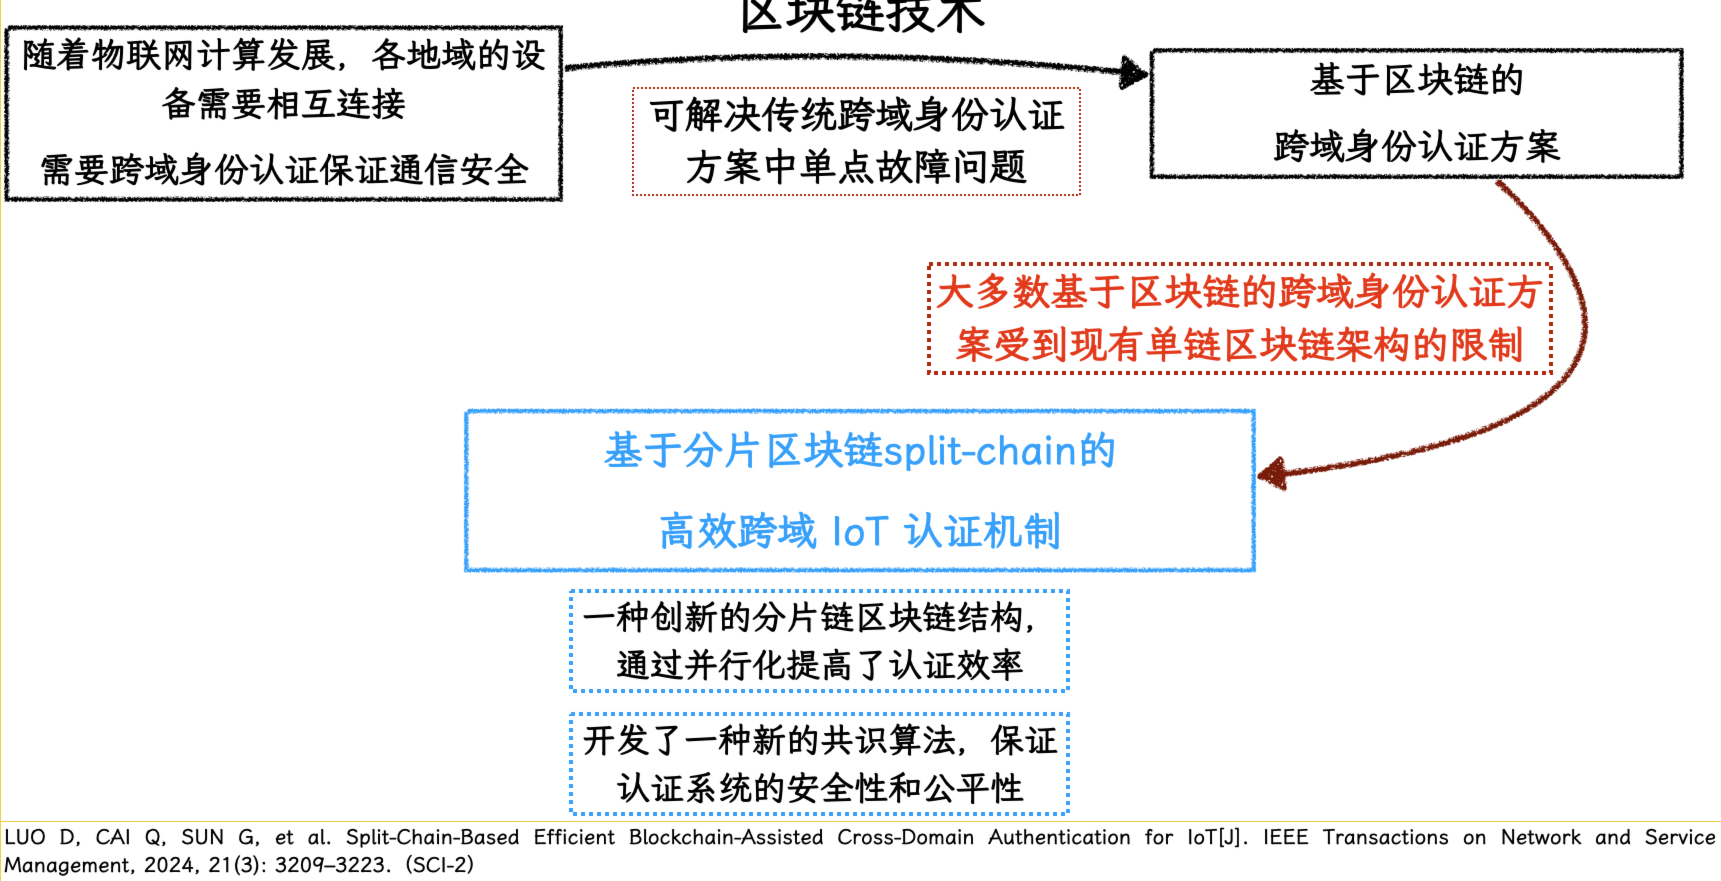 区块链技术
随着物联网计算发展，各地域的设
备需要相互连接
需要跨域身份认证保证通信安全
可解决传统跨域身份认证
方案中单点故障问题
基于区块链的
跨域身份认证方案
大多数基于区块链的跨域身份认证方
案受到现有单链区块链架构的限制
基于分片区块链split-chain的
高效跨域 IoT 认证机制
一种创新的分片链区块链结构，
通过并行化提高了认证效率
开发了一种新的共识算法，保证
认证系统的安全性和公平性
LUO D, CAI Q, SUN G, et al. Split-Chain-Based Efficient Blockchain-Assisted Cross-Domain Authentication for IoT[J]. IEEE Transactions on Network and Service
Management, 2024, 21(3): 3209–3223.（SCI-2）